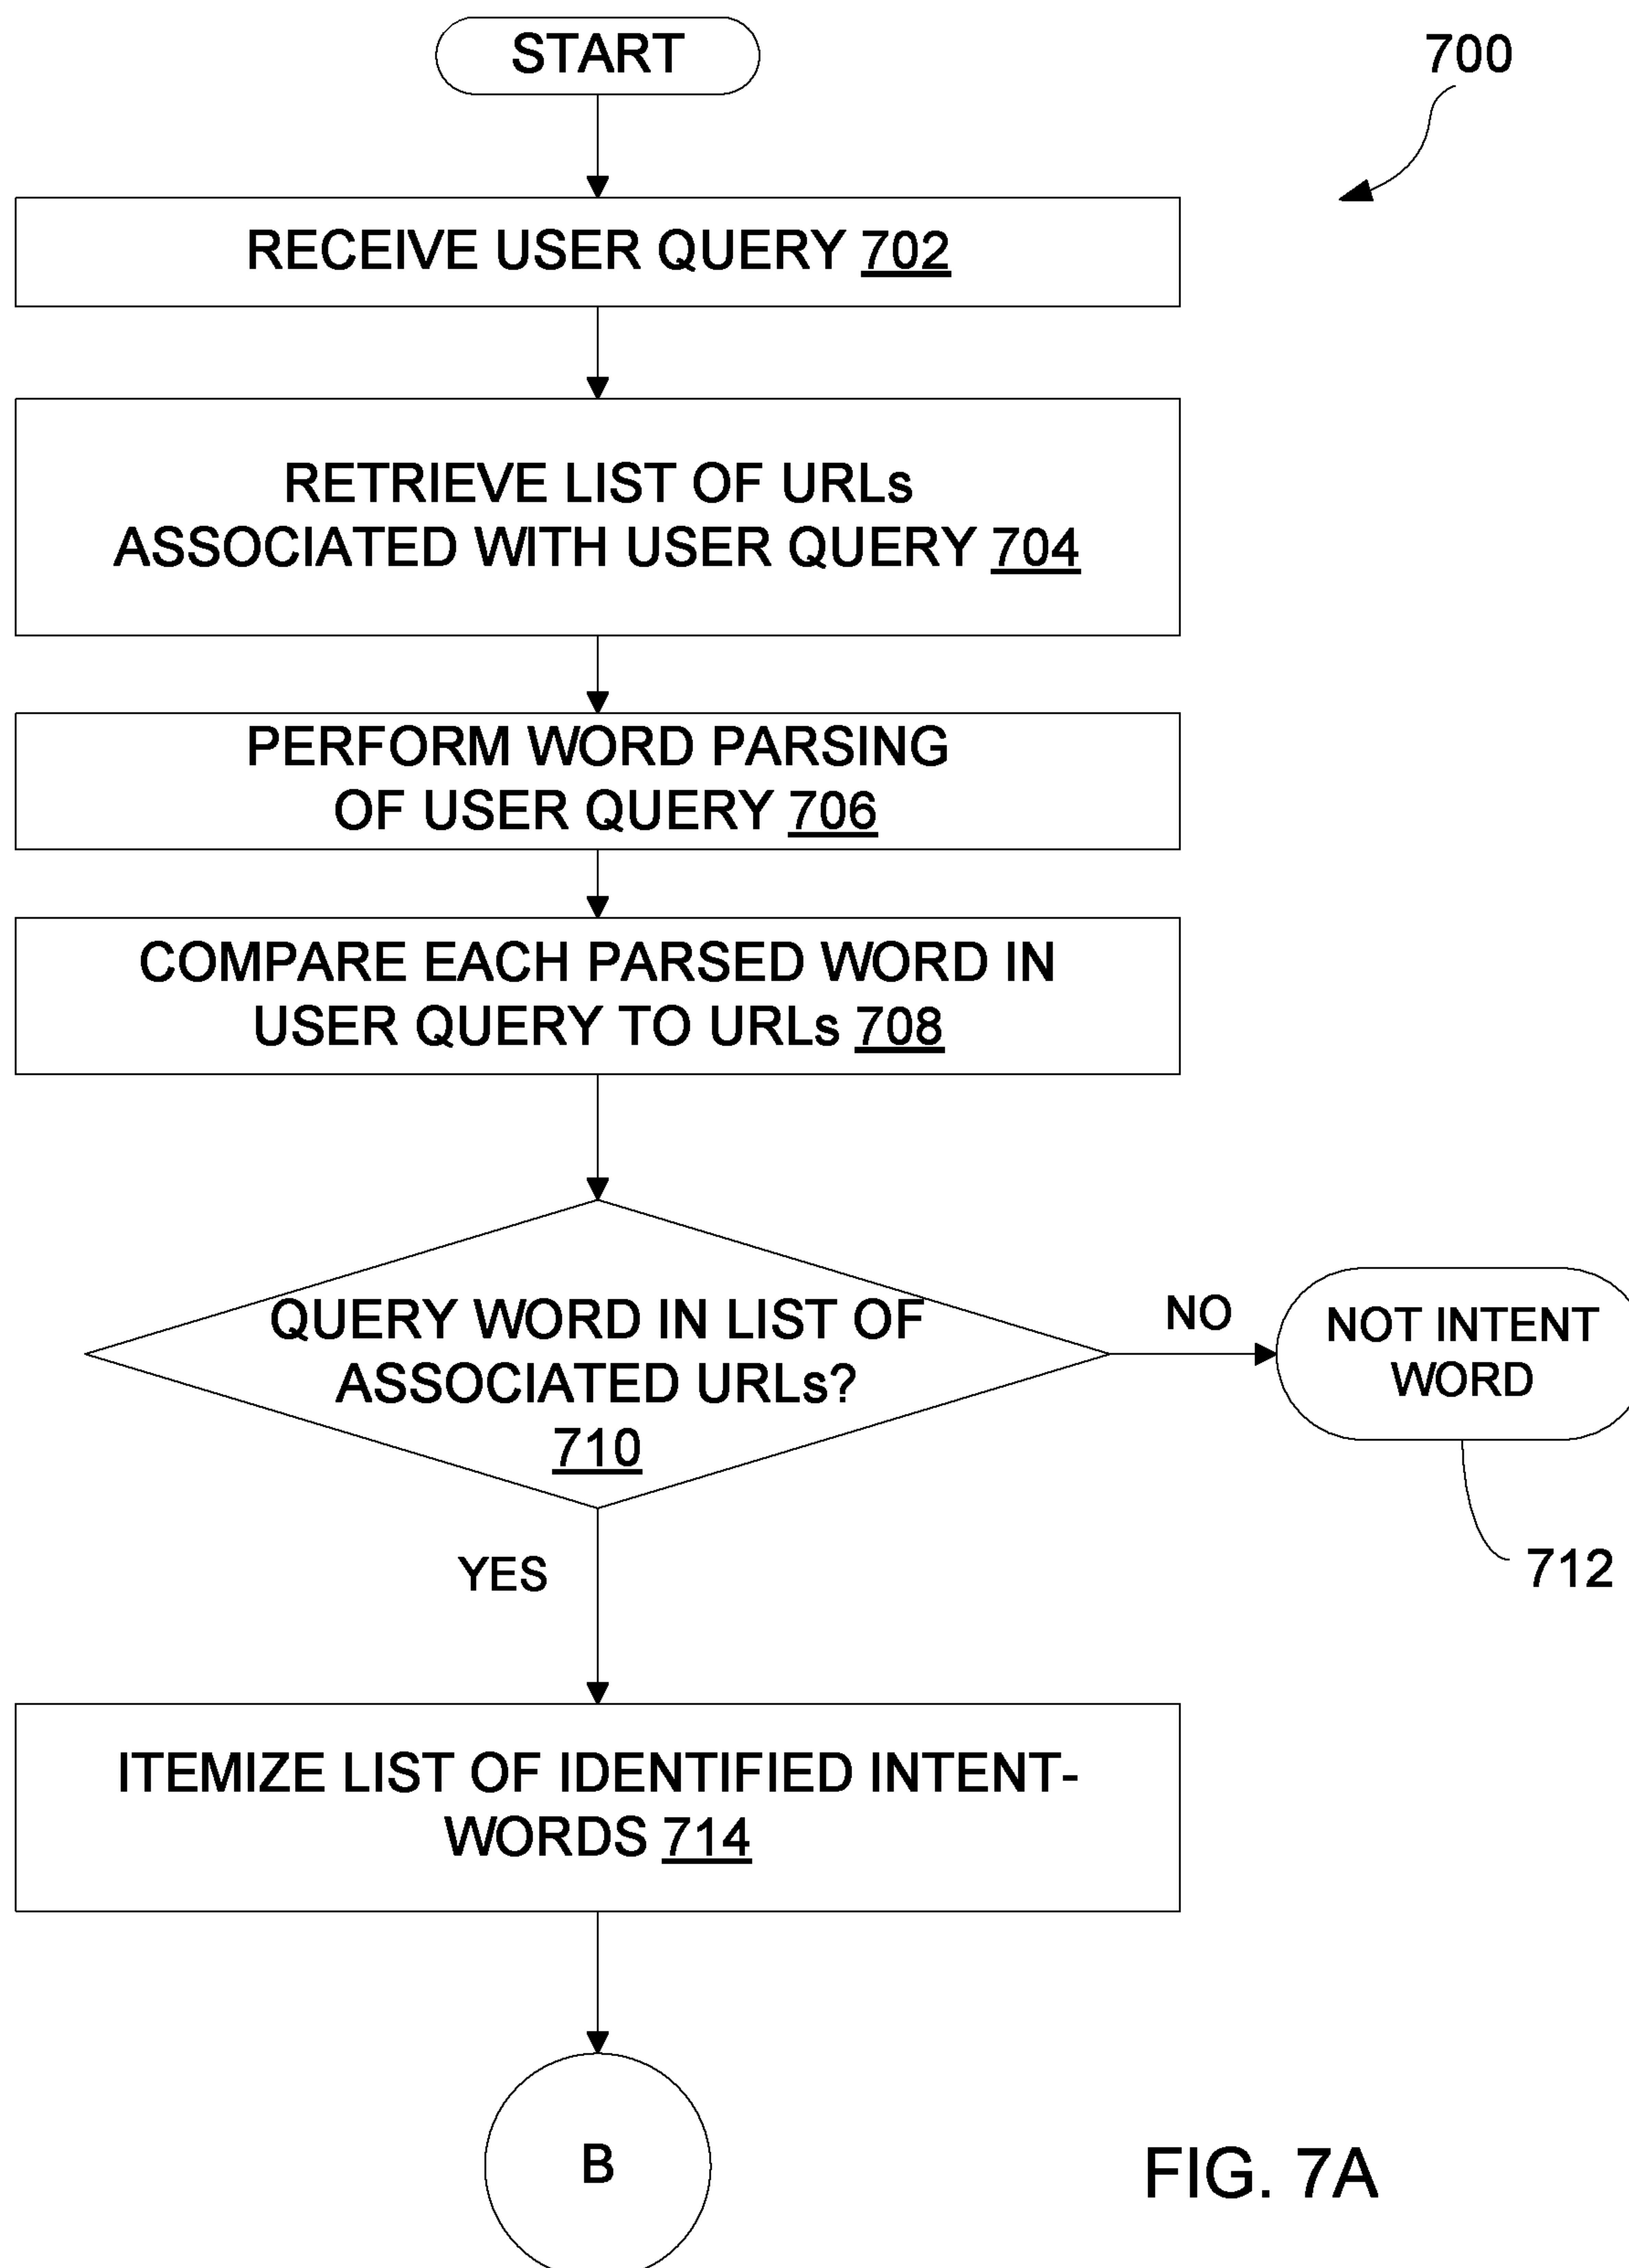 START
700
RECEIVE USER QUERY 702
RETRIEVE LIST OF URLs
ASSOCIATED WITH USER QUERY 704
PERFORM WORD PARSING
OF USER QUERY 706
COMPARE EACH PARSED WORD IN
USER QUERY TO URLs 708
QUERY WORD IN LIST OF
ASSOCIATED URLs?
710
NO
NOT INTENT
WORD
712
YES
ITEMIZE LIST OF IDENTIFIED INTENT-
WORDS 714
B
FIG. 7A